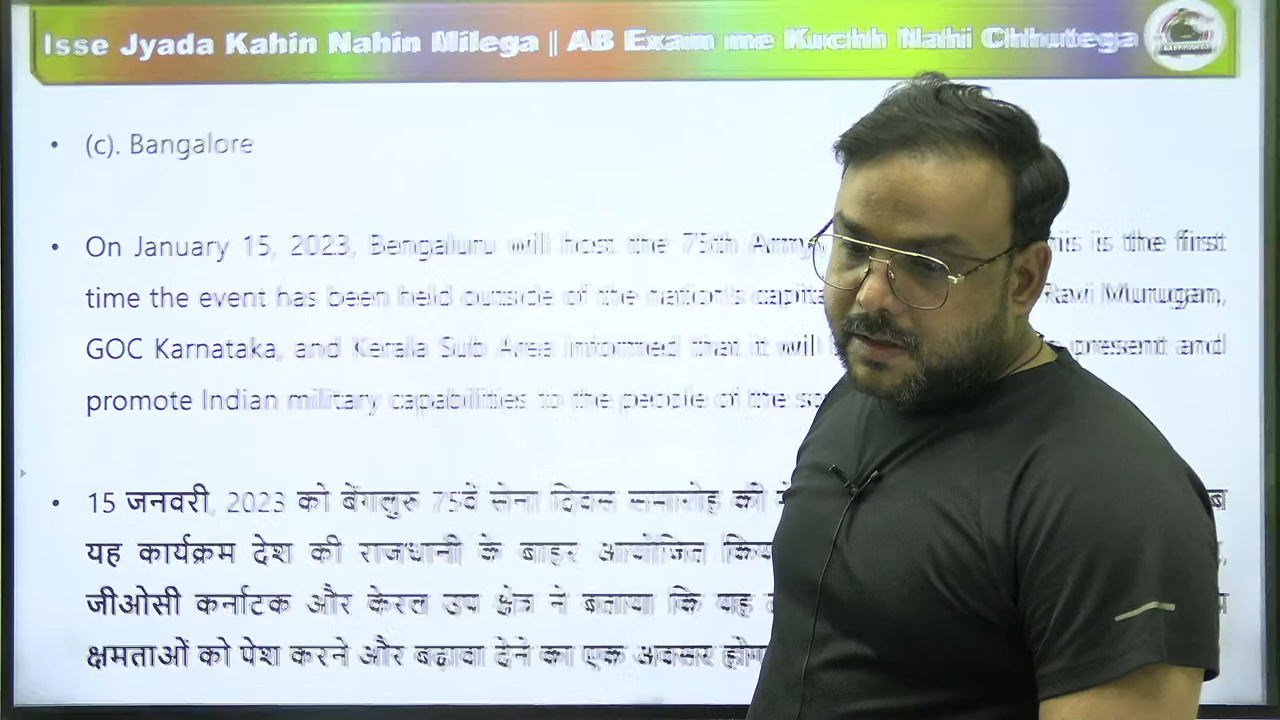 Isse Jyada Kahin Nahin Milega || AB Exam me Kuchh Nahi Chhutega
• (c). Bangalore
• On January 15, 2023, Bengaluru will host the 75th Army is is the first
time the event has been held outside of the nation's capita Ravi Murugan,
GOC Karnataka, and Kerala Sub Area informed that it will present and
promote Indian military capabilities to the people of the so
• 15 जनवरी, 2023 को बेंगलुरु 75वें सेना दिवस समारोह की
यह कार्यक्रम देश की राजधानी के बाहर आयोजित किया
जीओसी कर्नाटक और केरल उप क्षेत्र ने बताया कि यह
क्षमताओं को पेश करने और बढ़ावा देने का एक अवसर होगा